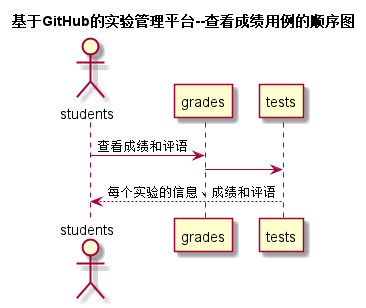 基于GitHub的实验管理平台--查看成绩用例的顺序图
students
grades
tests
查看成绩和评语
每个实验的信息、成绩和评语
students
grades
tests